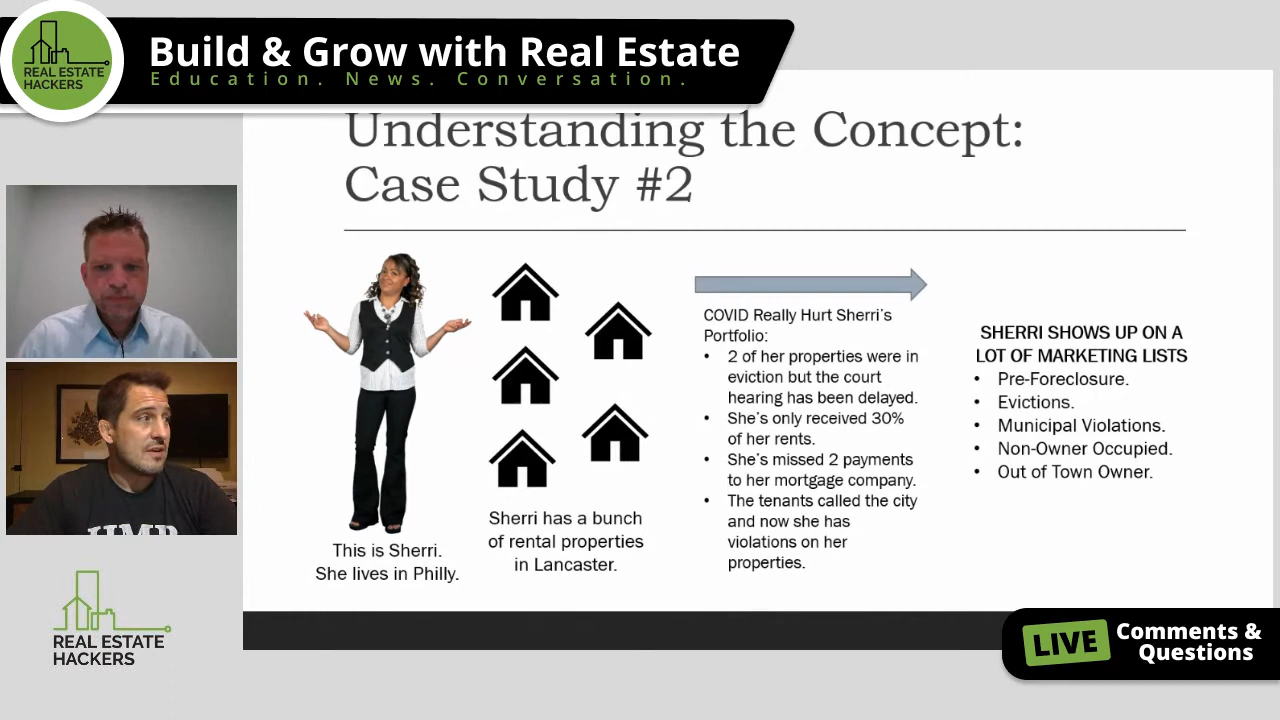 REAL ESTATE
HACKERS
Build & Grow with Real Estate
Education. News. Conversation.
Understanding the Concept:
Case Study #2
This is Sherri.
She lives in Philly.
Sherri has a bunch
of rental properties
in Lancaster.
COVID Really Hurt Sherri's
Portfolio:
• 2 of her properties were in
eviction but the court
hearing has been delayed.
• She's only received 30%
of her rents.
• She's missed 2 payments
to her mortgage company.
• The tenants called the city
and now she has
violations on her
properties.
SHERRI SHOWS UP ON A
LOT OF MARKETING LISTS
• Pre-Foreclosure.
• Evictions.
• Municipal Violations.
• Non-Owner Occupied.
• Out of Town Owner.
REAL ESTATE
HACKERS
LIVE
Comments &
Questions